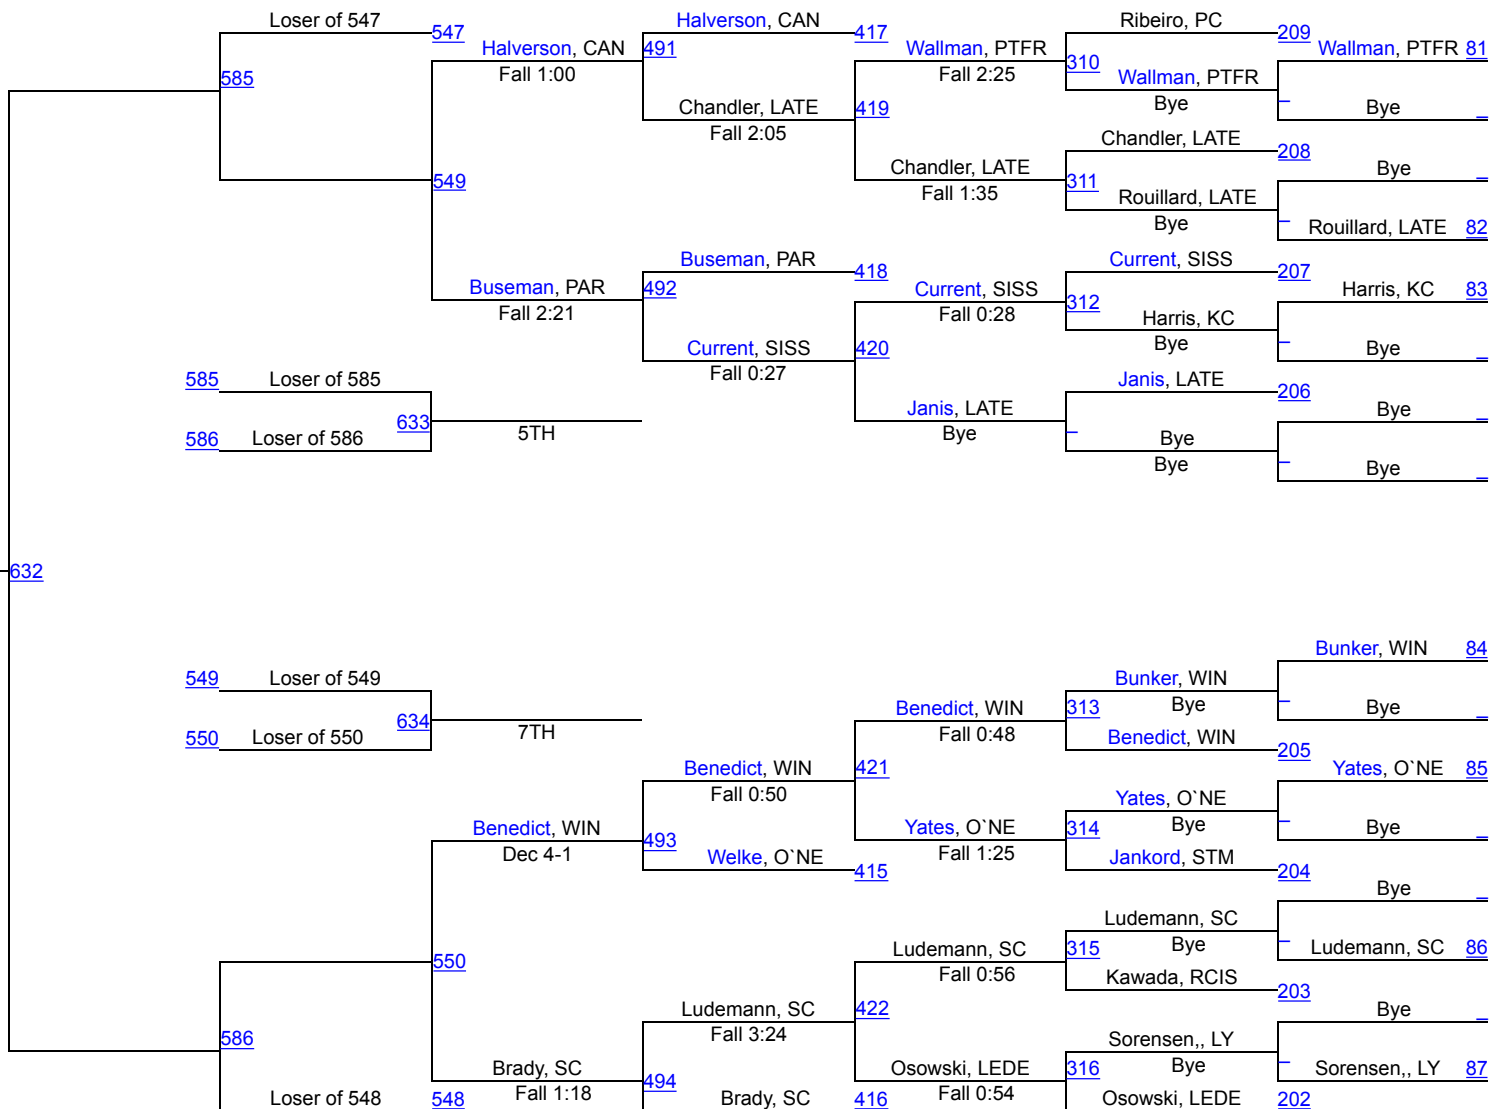 Loser of 547 Halverson, CAN Ribeiro, PC
547 417 209
Halverson, CAN 491 Wallman, PTFR Wallman, PTFR 81
585 Fall 1:00 Fall 2:25 310 Wallman, PTFR
Bye Bye
Chandler, LATE 419
Fall 2:05 Chandler, LATE 208
Chandler, LATE Bye
549 Fall 1:35 311 Rouillard, LATE
Bye Rouillard, LATE 82
Buseman, PAR 418 Current, SISS 207
Buseman, PAR 492 Current, SISS Harris, KC 83
Fall 2:21 Fall 0:28 312 Harris, KC
Current, SISS 420 Bye Bye
Fall 0:27
585 Loser of 585 Janis, LATE 206
633 5TH Janis, LATE Bye
586 Loser of 586 Bye Bye
Bye Bye
632
Bunker, WIN 84
549 Loser of 549 Bunker, WIN
Benedict, WIN 313 Bye Bye
634 7TH Fall 0:48
550 Loser of 550 Benedict, WIN 205
Benedict, WIN 421 Yates, O`NE 85
Fall 0:50 Yates, O`NE
Benedict, WIN Yates, O`NE 314 Bye Bye
Dec 4-1 493 Fall 1:25
Welke, O`NE 415 Jankord, STM 204
Bye
Ludemann, SC
550 Ludemann, SC 315 Bye Ludemann, SC 86
Fall 0:56 Kawada, RCIS 203
Ludemann, SC 422 Bye
586 Fall 3:24 Sorensen,, LY
Brady, SC Osowski, LEDE 316 Bye Sorensen,, LY 87
Loser of 548 548 Fall 1:18 494 Brady, SC 416 Fall 0:54 Osowski, LEDE 202